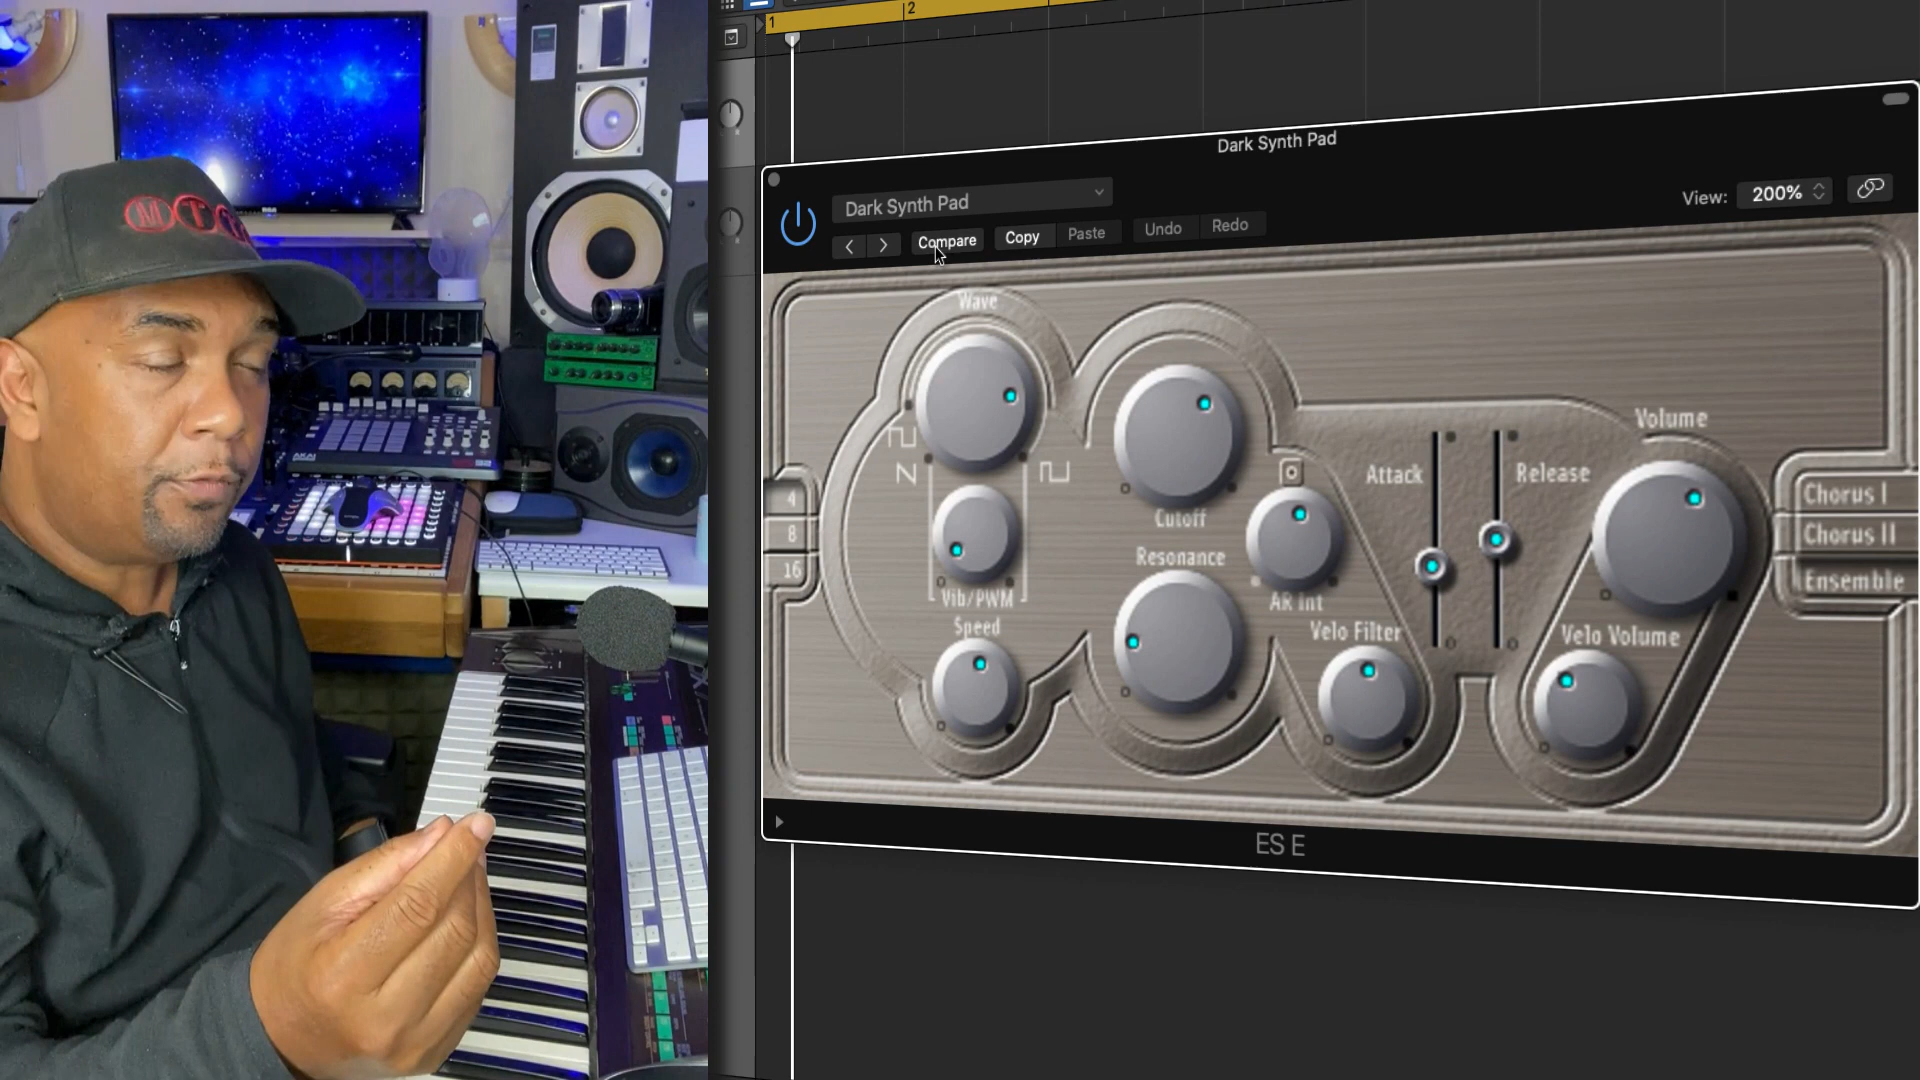 MT
AKAI
1
2
Dark Synth Pad
Dark Synth Pad
View: 200%
Compare Copy Paste Undo Redo
Wave
Volume
Attack
Release
Cutoff
Resonance
4
8
16
Chorus I
Chorus II
Ensemble
Vib/PWM
AR Int
Speed
Velo Filter
Velo Volume
ES E